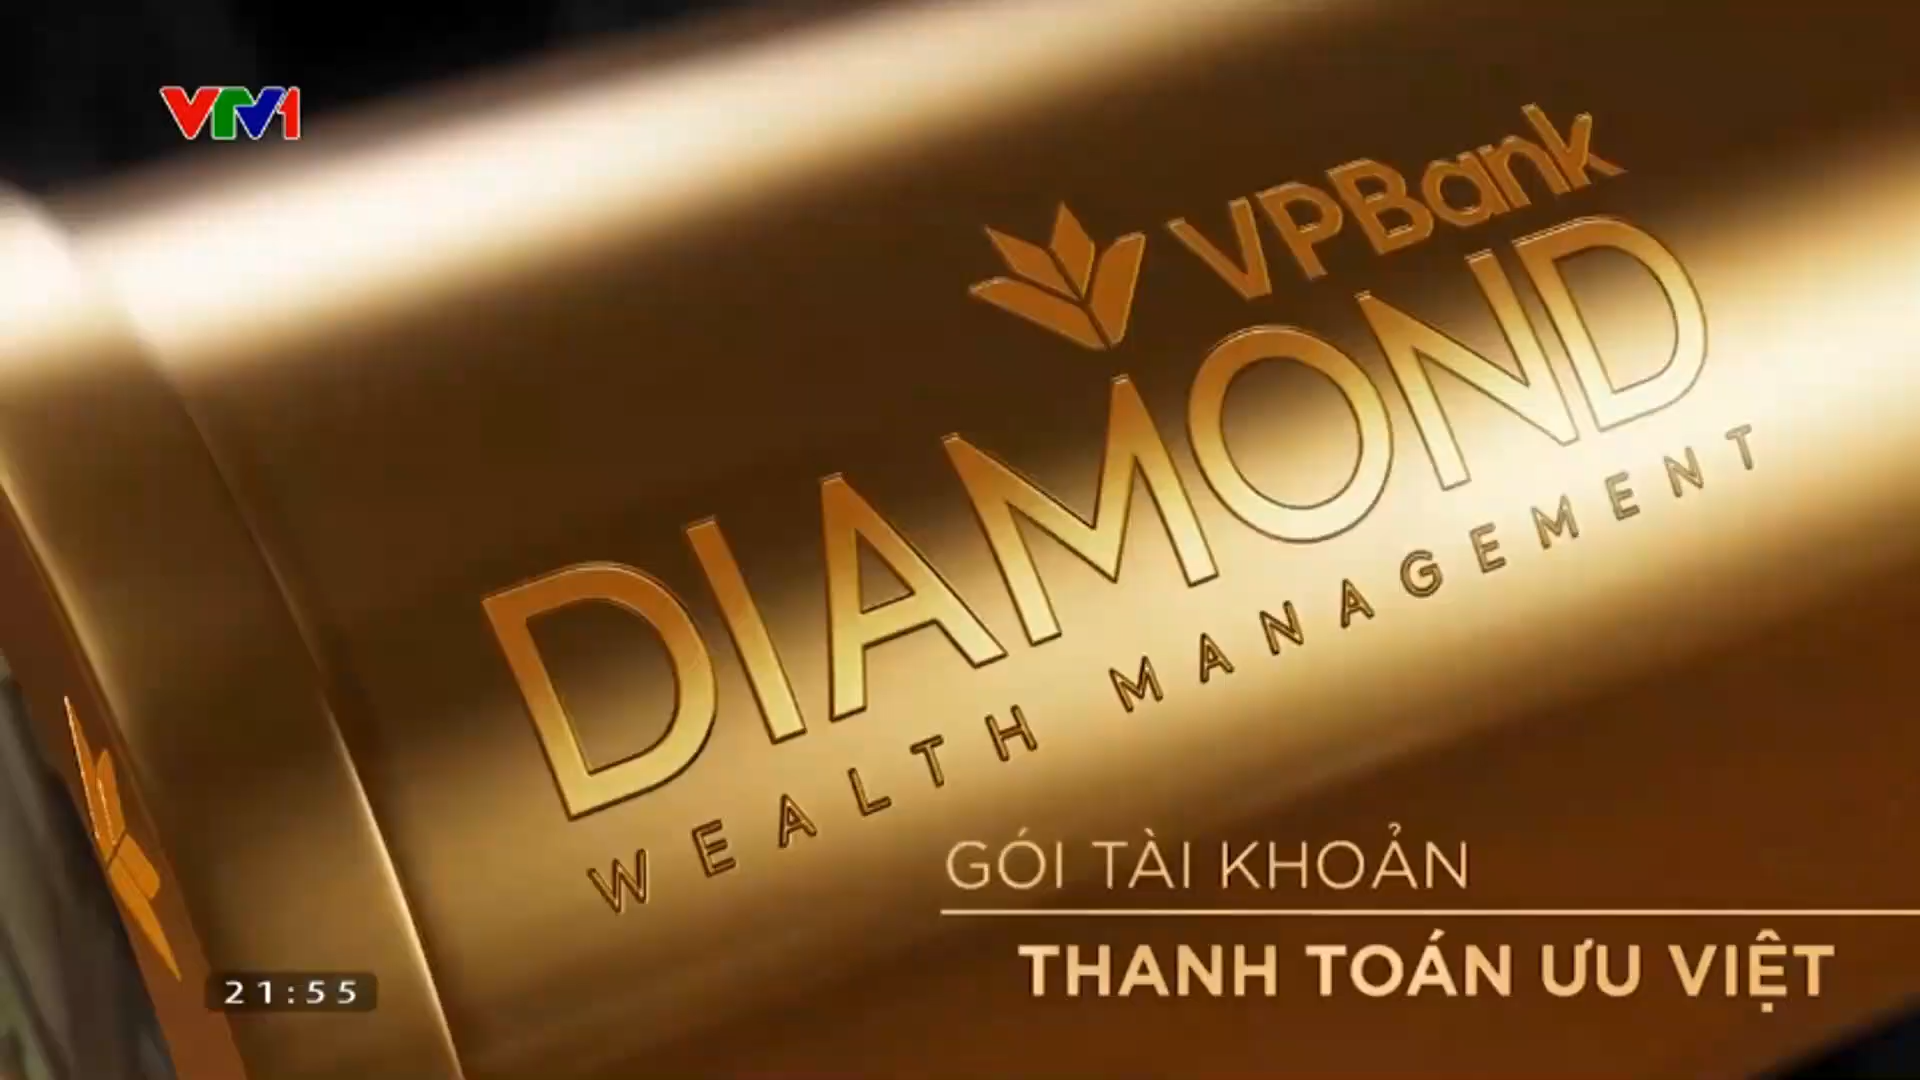 VTV1
VPBank
DIAMOND
WEALTH MANAGEMENT
GÓI TÀI KHOẢN
THANH TOÁN ƯU VIỆT
21:55